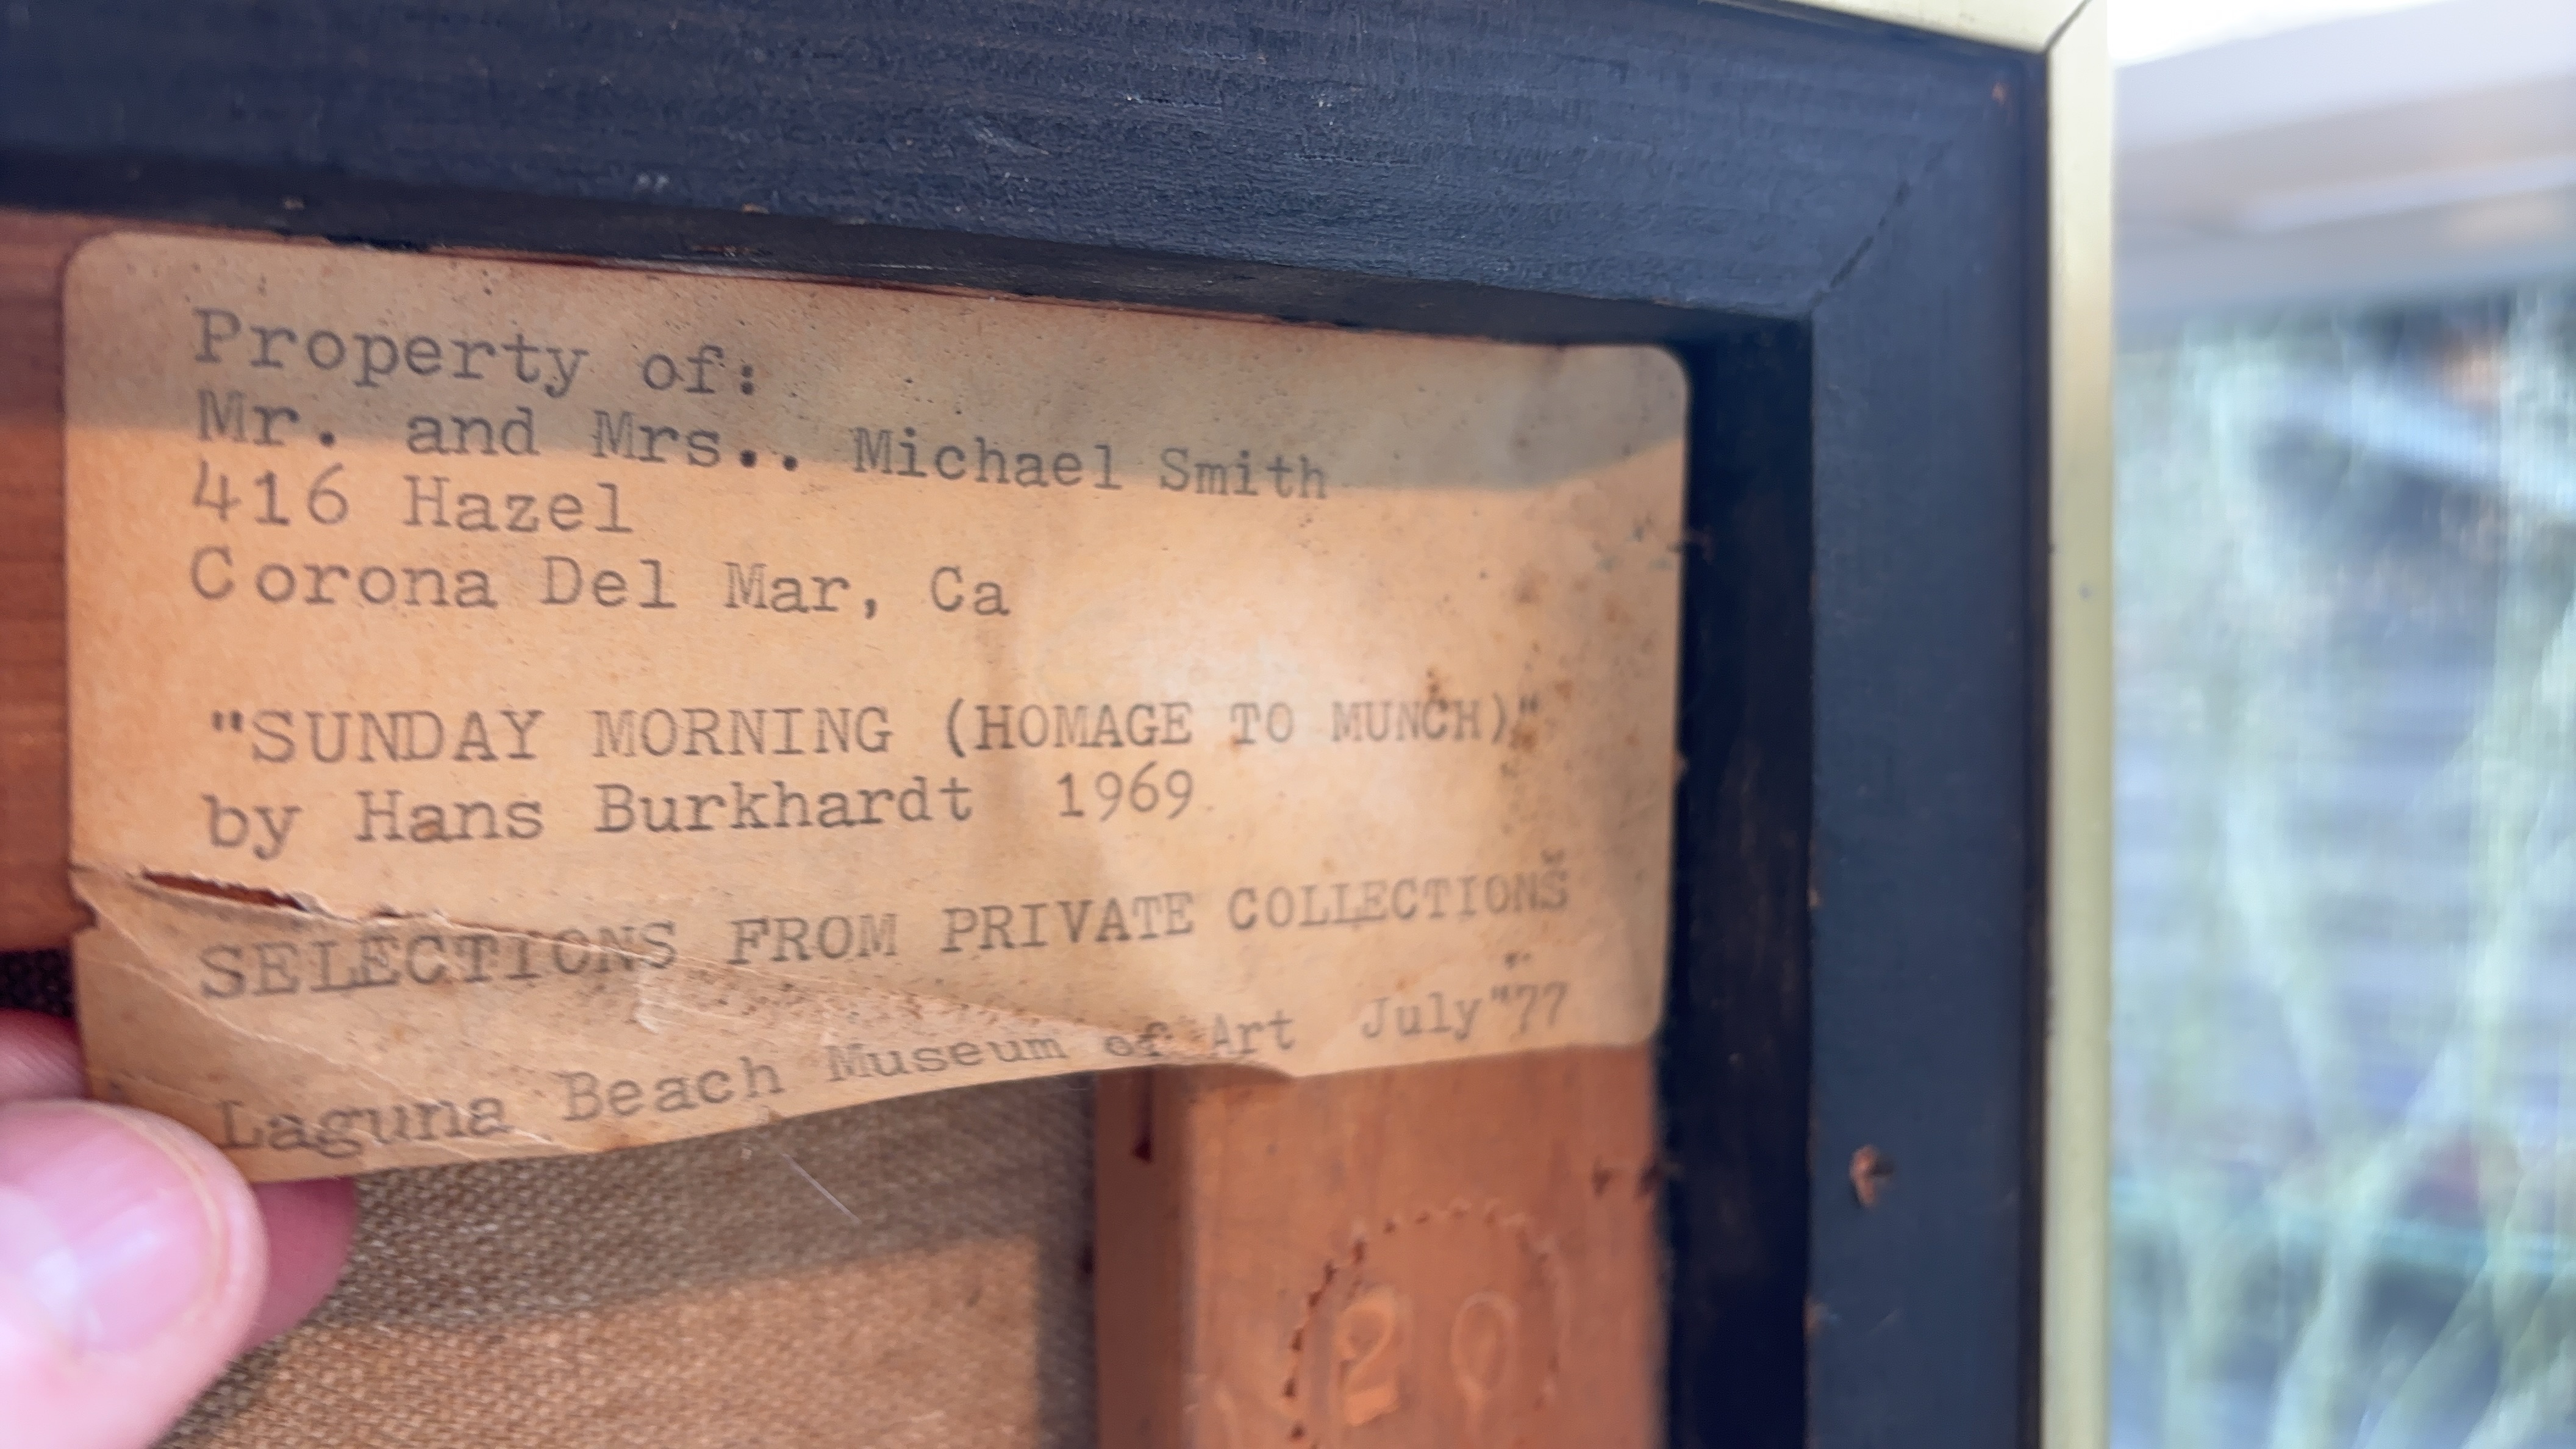 Property of:
Mr. and Mrs.. Michael Smith
416 Hazel
Corona Del Mar, Ca
"SUNDAY MORNING (HOMAGE TO MUNCH)"
by Hans Burkhardt 1969
SELECTIONS FROM PRIVATE COLLECTIONS
Laguna Beach Museum of Art July"77
20